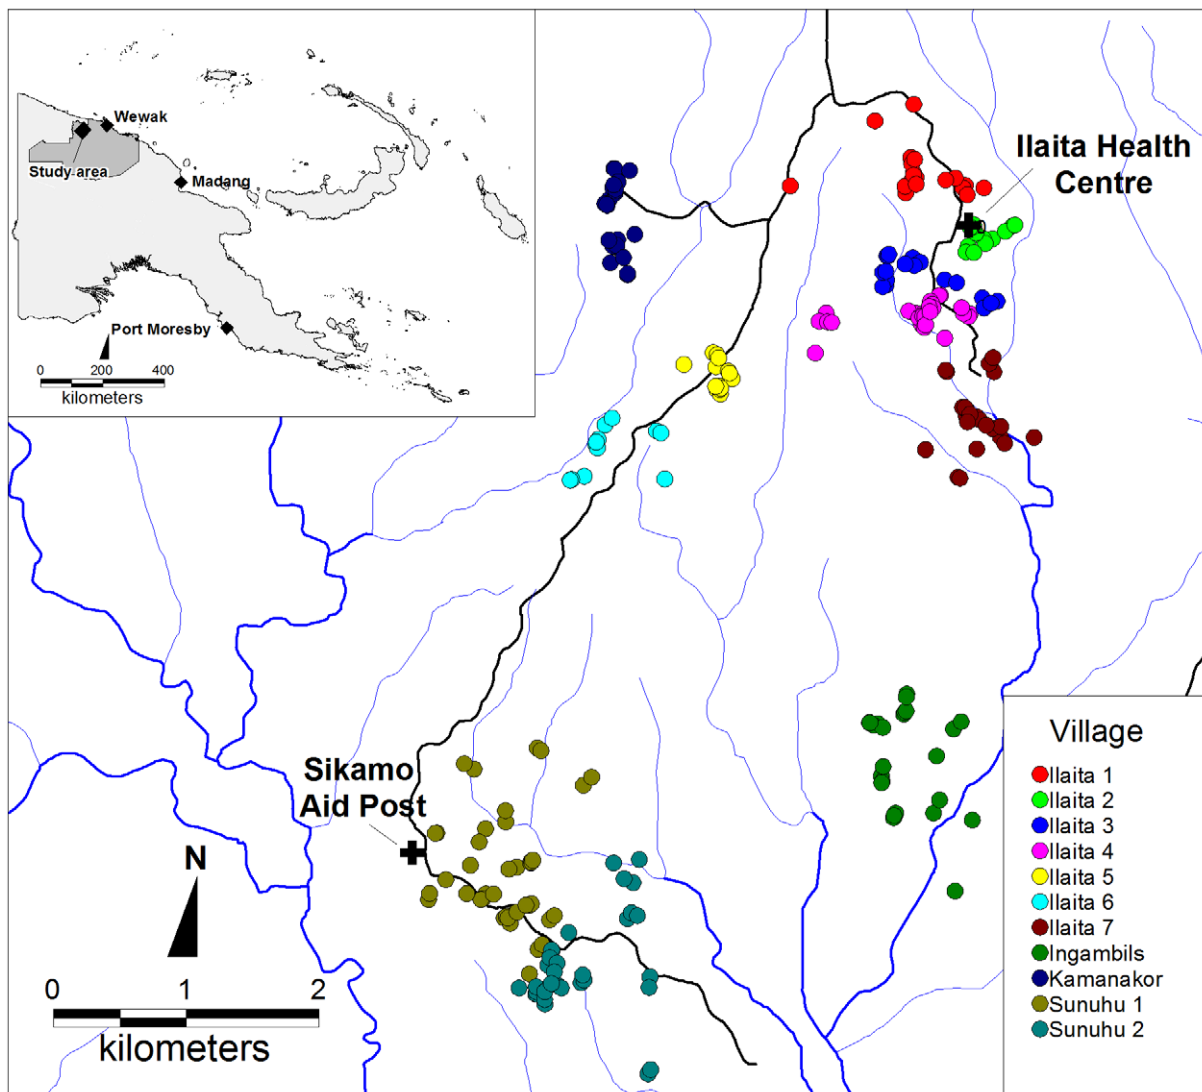 Wewak
Study area
Madang
Port Moresby
0 200 400
kilometers
Ilaita Health
Centre
Sikamo
Aid Post
N
0 1 2
kilometers
Village
Ilaita 1
Ilaita 2
Ilaita 3
Ilaita 4
Ilaita 5
Ilaita 6
Ilaita 7
Ingambils
Kamanakor
Sunuhu 1
Sunuhu 2